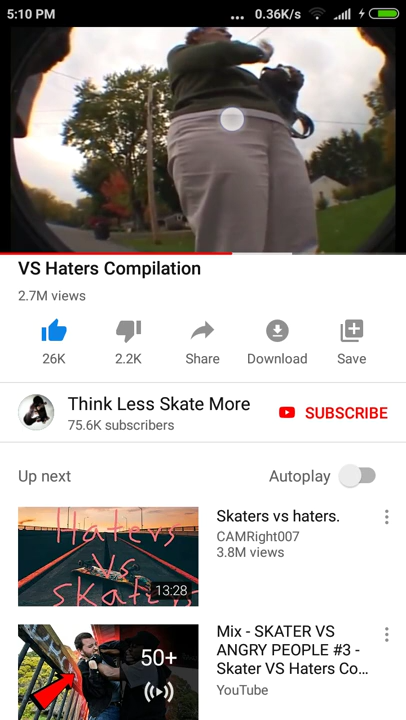 5:10 PM
... 0.36K/s
VS Haters Compilation
2.7M views
26K
2.2K
Share
Download
Save
Think Less Skate More
75.6K subscribers
SUBSCRIBE
Up next
Autoplay
Haters
Vs
Skaters
13:28
Skaters vs haters.
CAMRight007
3.8M views
50+
Mix - SKATER VS
ANGRY PEOPLE #3 -
Skater VS Haters Co...
YouTube